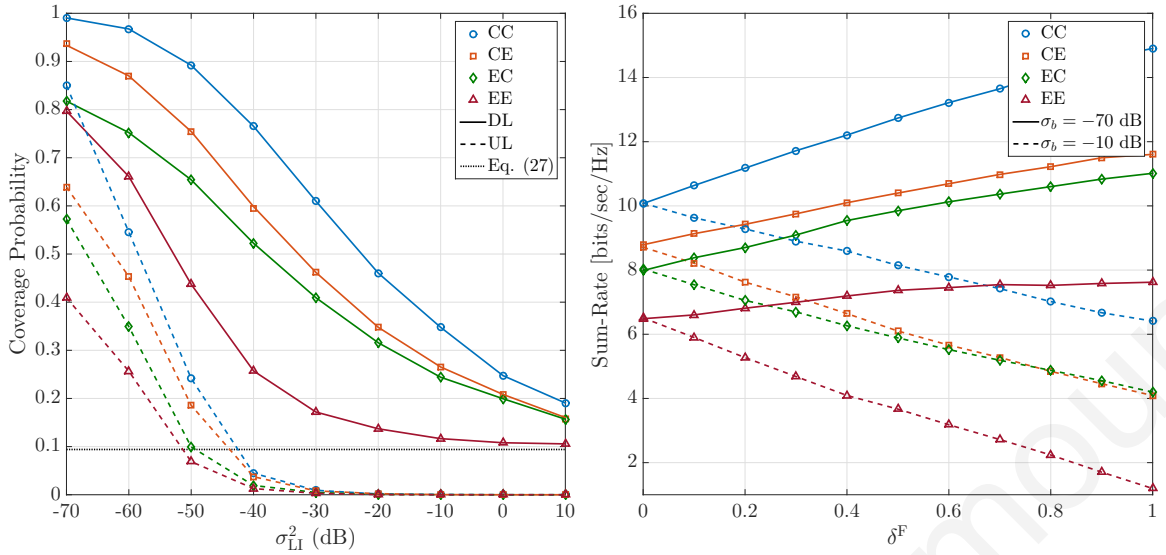 1
0.9
0.8
0.7
0.6
0.5
0.4
0.3
0.2
0.1
0
Coverage Probability
-70 -60 -50 -40 -30 -20 -10 0 10
σ²_LI (dB)
CC
CE
EC
EE
DL
UL
Eq. (27)
16
14
12
10
8
6
4
2
Sum-Rate [bits/sec/Hz]
0 0.2 0.4 0.6 0.8 1
δ^F
CC
CE
EC
EE
σ_b = −70 dB
σ_b = −10 dB